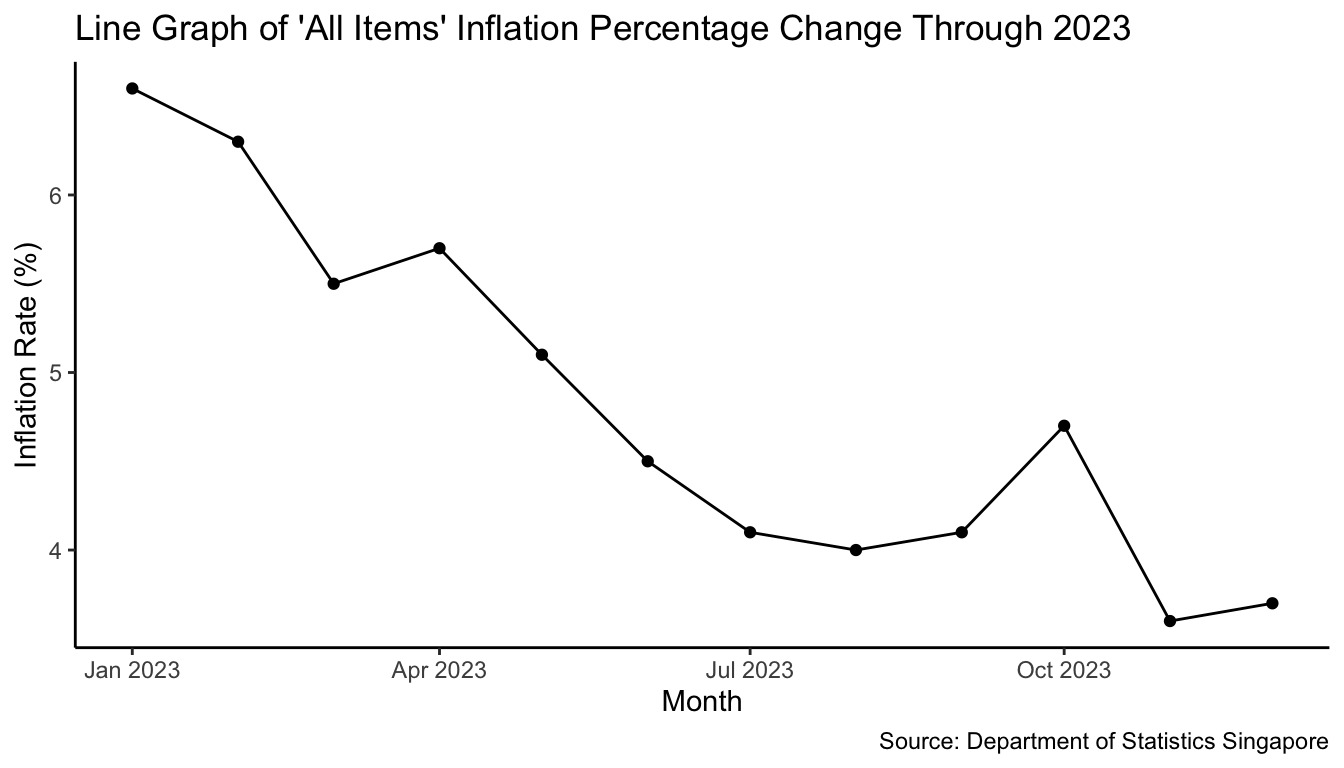 Line Graph of 'All Items' Inflation Percentage Change Through 2023
Inflation Rate (%)
6
5
4
Jan 2023 Apr 2023 Jul 2023 Oct 2023
Month
Source: Department of Statistics Singapore